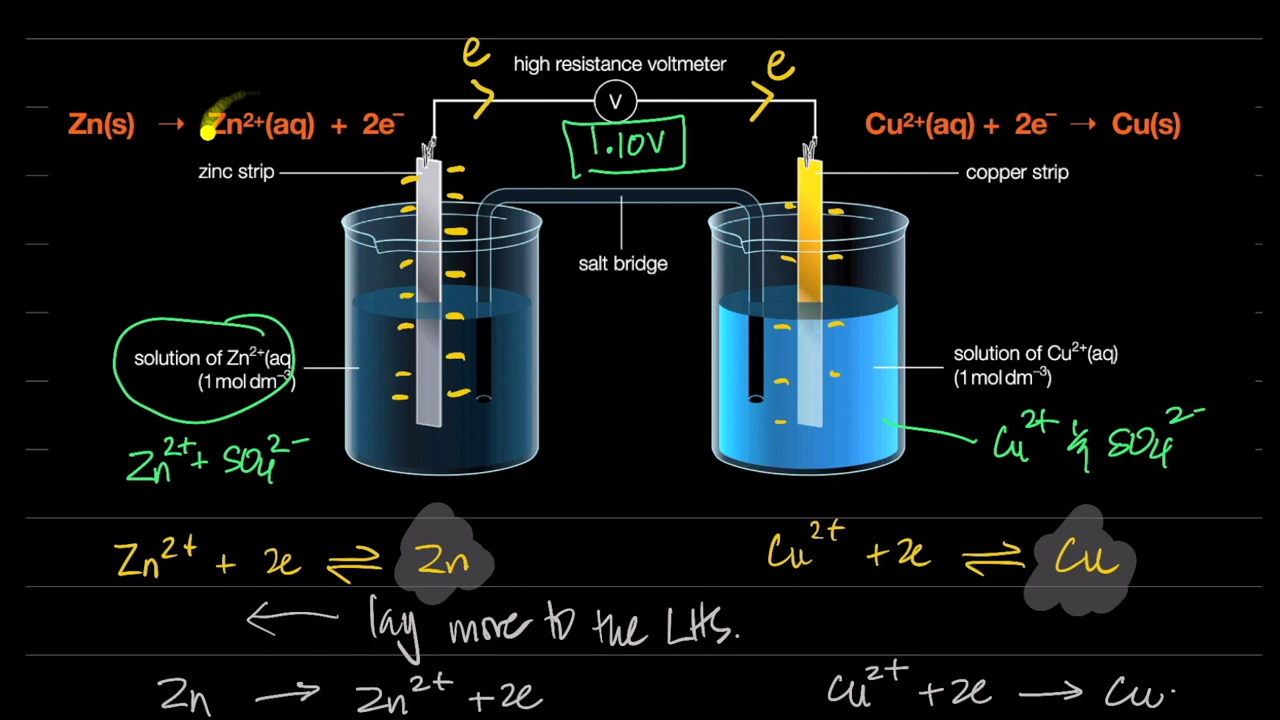 e
e
high resistance voltmeter
V
Zn(s) → Zn²⁺(aq) + 2e⁻
1.10V
Cu²⁺(aq) + 2e⁻ → Cu(s)
zinc strip
copper strip
salt bridge
solution of Zn²⁺(aq
(1 mol dm⁻³)
solution of Cu²⁺(aq)
(1 mol dm⁻³)
Zn²⁺ + SO₄²⁻
Cu²⁺ & SO₄²⁻
Zn²⁺ + 2e ⇌ Zn
Cu²⁺ + 2e ⇌ Cu
← lay more to the LHS.
Zn → Zn²⁺ + 2e
Cu²⁺ + 2e → Cu.